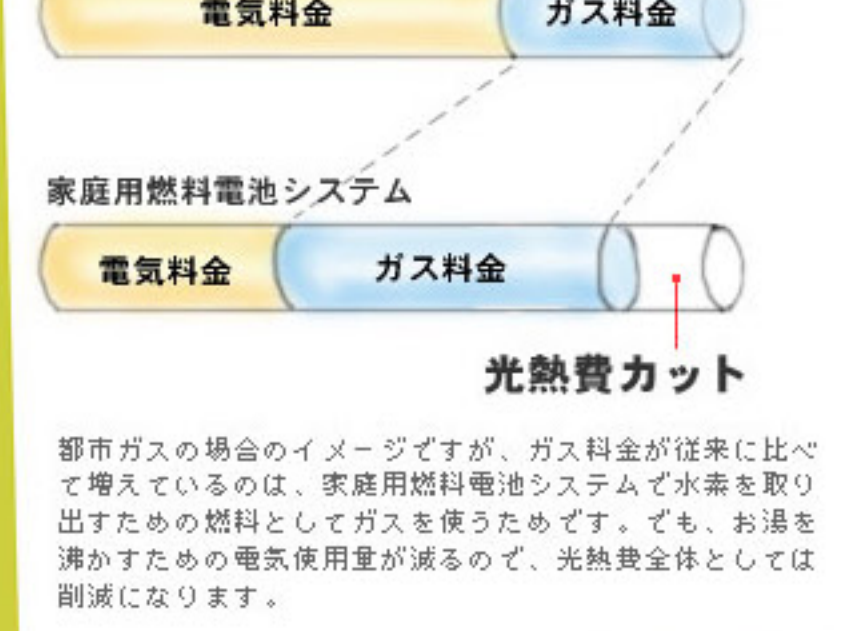 電気料金 ガス料金
家庭用燃料電池システム
電気料金 ガス料金
光熱費カット
都市ガスの場合のイメージですが、ガス料金が従来に比べ
て増えているのは、家庭用燃料電池システムで水素を取り
出すための燃料としてガスを使うためです。でも、お湯を
沸かすための電気使用量が減るので、光熱費全体としては
削減になります。